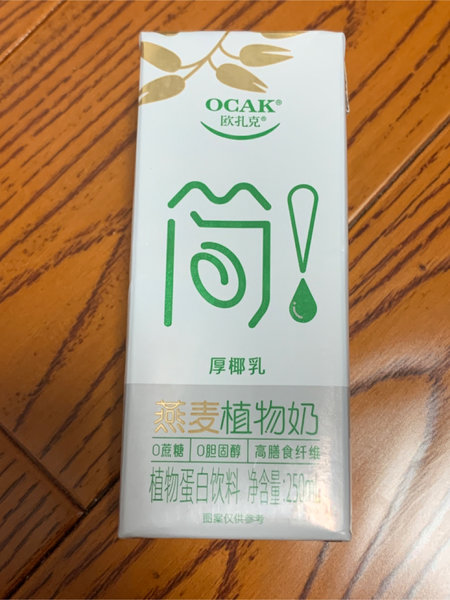 OCAK®
欧扎克®
简!
厚椰乳
燕麦植物奶
0蔗糖 0胆固醇 高膳食纤维
植物蛋白饮料 净含量:250mL
图案仅供参考